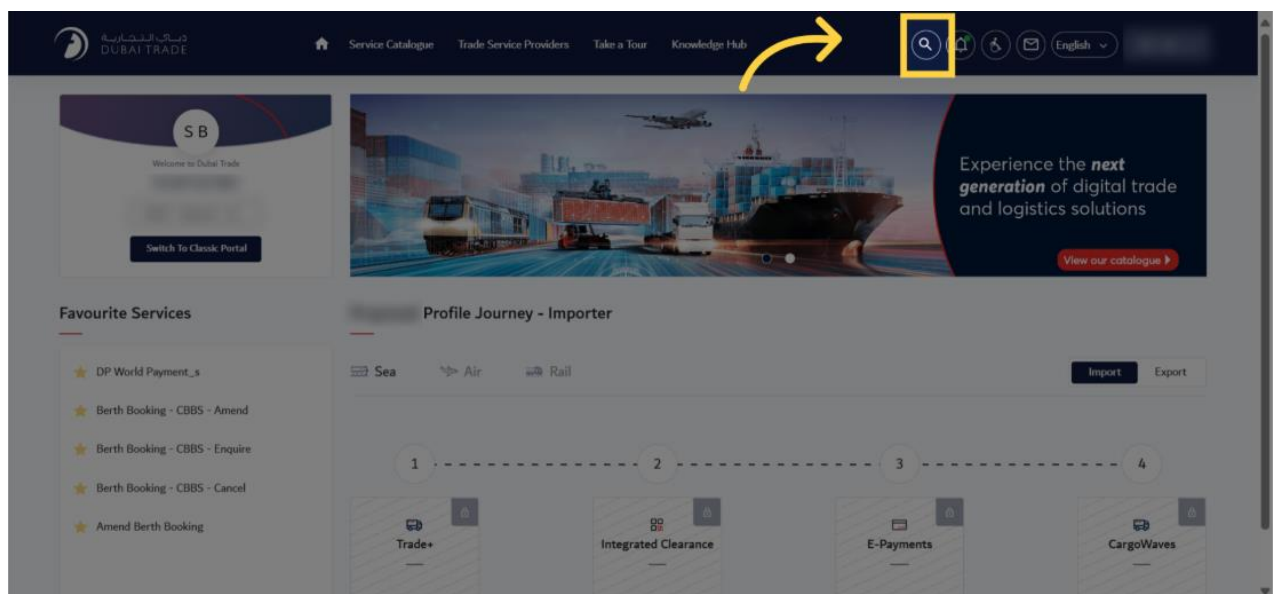 دبـي التـجـاريـة
DUBAI TRADE
Service Catalogue
Trade Service Providers
Take a Tour
Knowledge Hub
English
S B
Welcome to Dubai Trade
Switch To Classic Portal
Experience the next
generation of digital trade
and logistics solutions
View our catalogue
Favourite Services
DP World Payment_s
Berth Booking - CBBS - Amend
Berth Booking - CBBS - Enquire
Berth Booking - CBBS - Cancel
Amend Berth Booking
Profile Journey - Importer
Sea
Air
Rail
Import
Export
1
2
3
4
Trade+
Integrated Clearance
E-Payments
CargoWaves